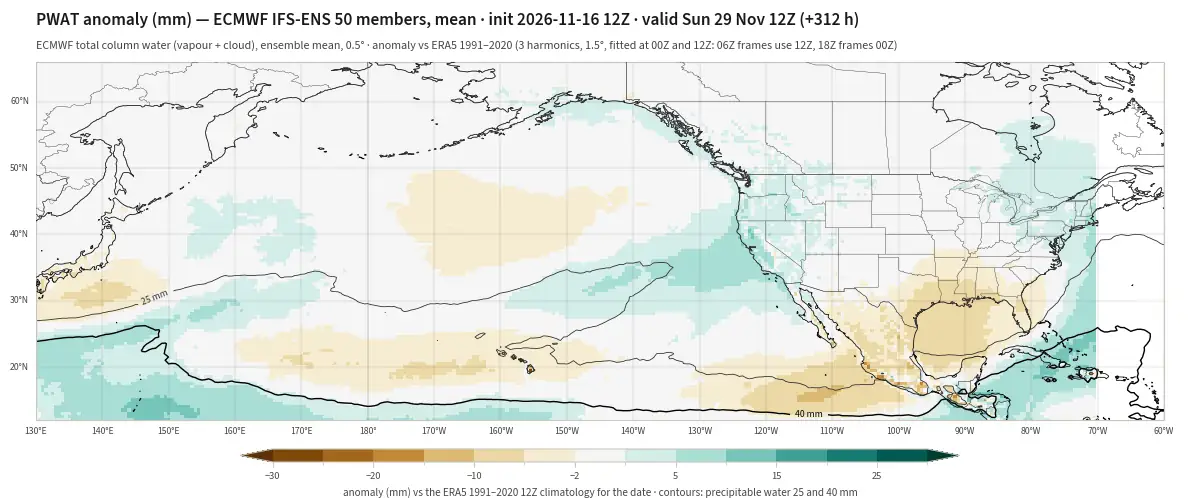 PWAT anomaly (mm) — ECMWF IFS-ENS 50 members, mean · init 2026-11-16 12Z · valid Sun 29 Nov 12Z (+312 h)
ECMWF total column water (vapour + cloud), ensemble mean, 0.5° · anomaly vs ERA5 1991–2020 (3 harmonics, 1.5°, fitted at 00Z and 12Z: 06Z frames use 12Z, 18Z frames 00Z)
60°N
50°N
40°N
30°N
20°N
25 mm
40 mm
130°E 140°E 150°E 160°E 170°E 180° 170°W 160°W 150°W 140°W 130°W 120°W 110°W 100°W 90°W 80°W 70°W 60°W
−30 −20 −10 −2 5 15 25
anomaly (mm) vs the ERA5 1991–2020 12Z climatology for the date · contours: precipitable water 25 and 40 mm